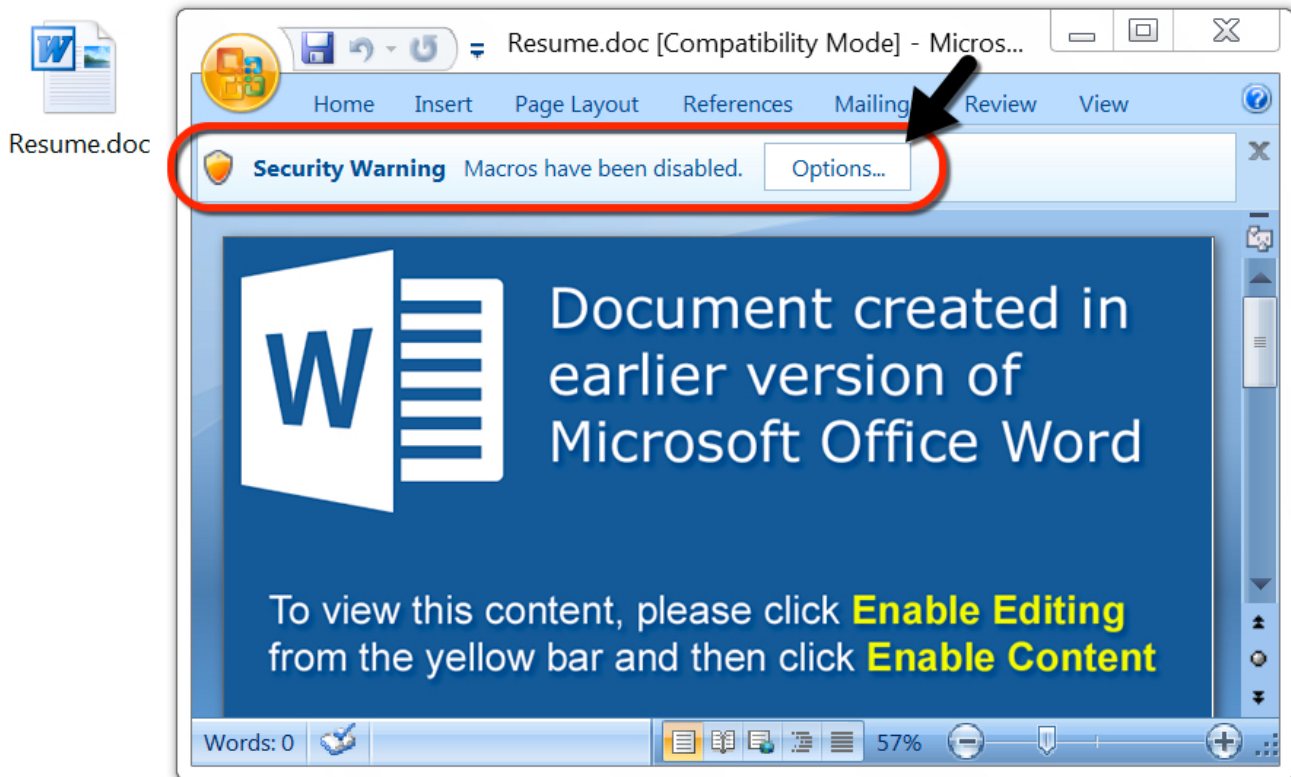 Resume.doc [Compatibility Mode] - Micros...
Home Insert Page Layout References Mailing Review View
Resume.doc
Security Warning Macros have been disabled. Options...
W
Document created in
earlier version of
Microsoft Office Word
To view this content, please click Enable Editing
from the yellow bar and then click Enable Content
Words: 0 57%